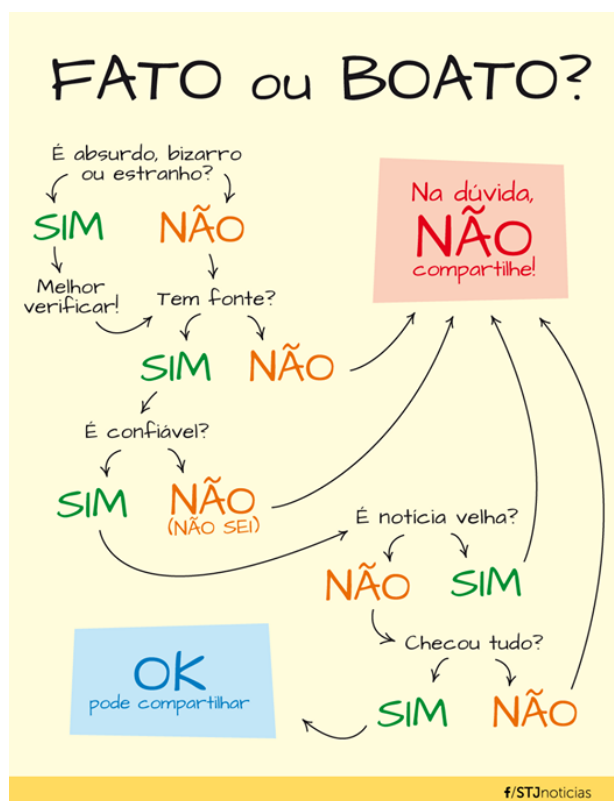 FATO ou BOATO?
É absurdo, bizarro
ou estranho?
SIM
NÃO
Melhor
verificar!
Tem fonte?
SIM
NÃO
É confiável?
SIM
NÃO
(NÃO SEI)
Na dúvida,
NÃO
compartilhe!
É notícia velha?
NÃO
SIM
Checou tudo?
SIM
NÃO
OK
pode compartilhar
f/STJnoticias